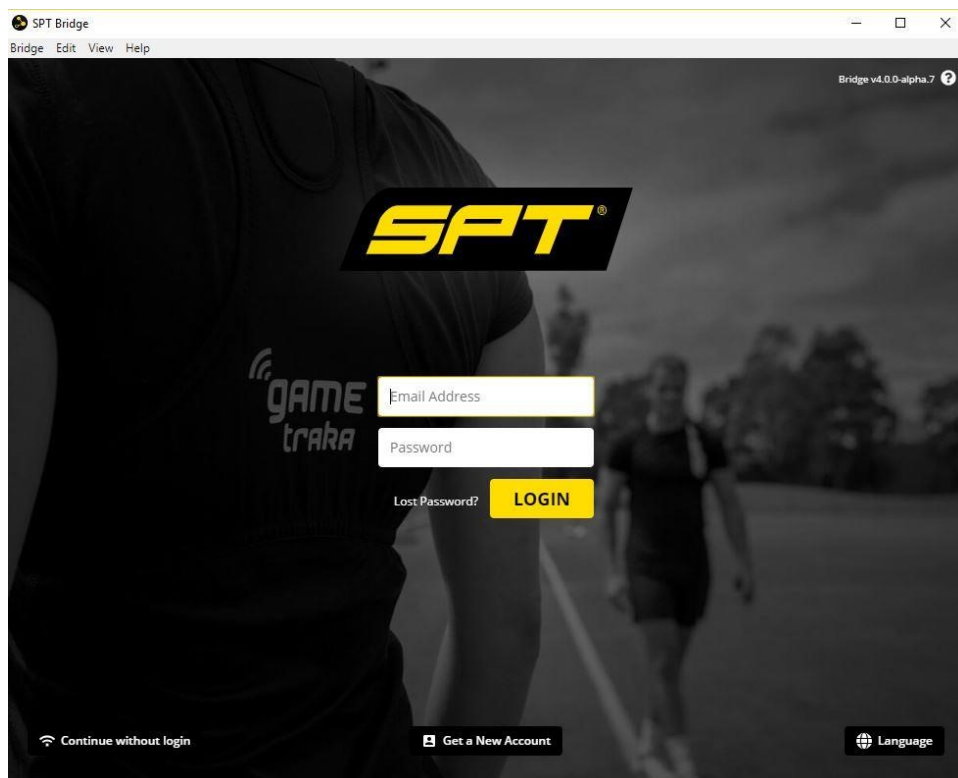 SPT Bridge
Bridge Edit View Help
Bridge v4.0.0-alpha.7 ?
SPT®
GAME
traka
Email Address
Password
Lost Password? LOGIN
Continue without login Get a New Account Language